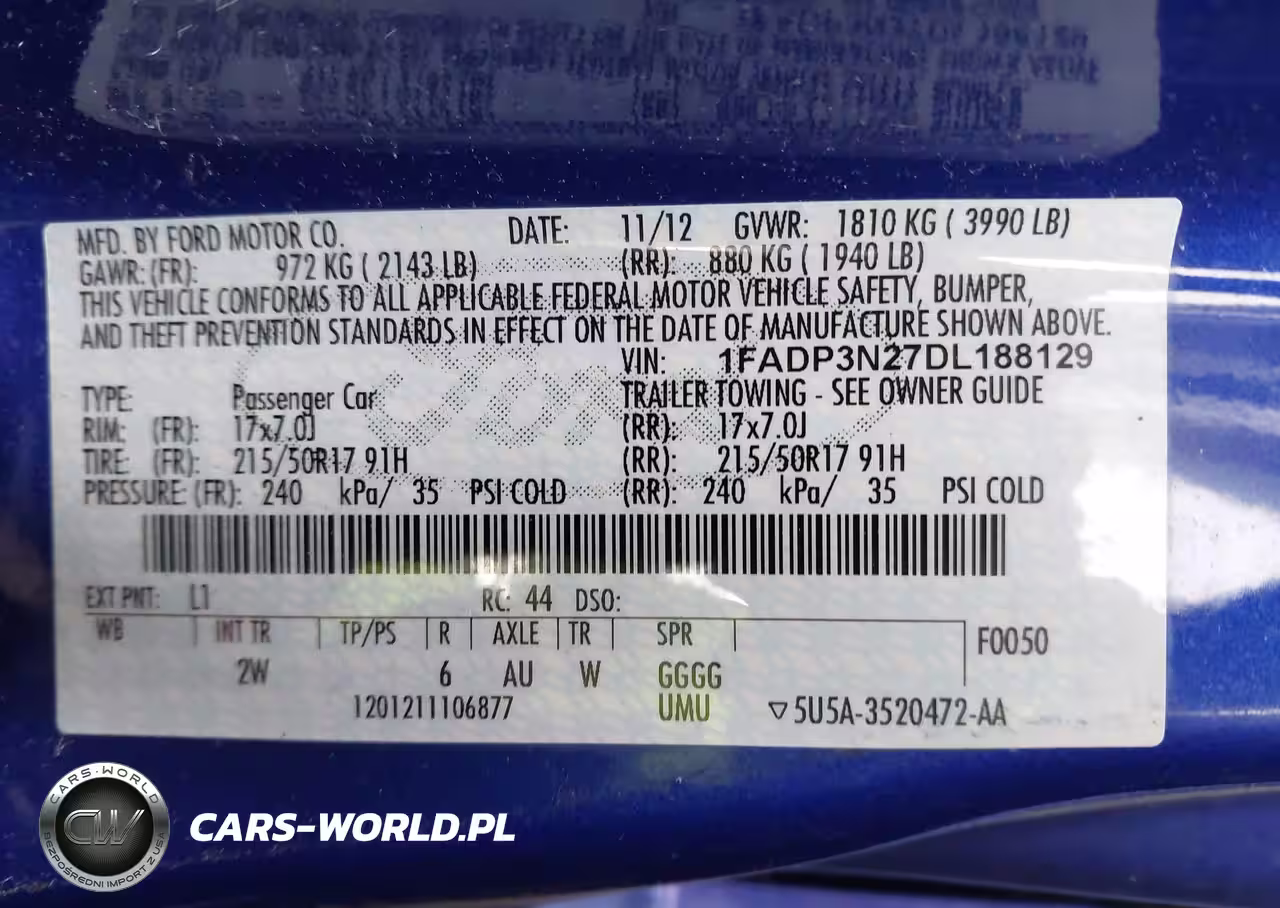 MFD. BY FORD MOTOR CO. DATE: 11/12 GVWR: 1810 KG ( 3990 LB)
GAWR: (FR): 972 KG ( 2143 LB) (RR): 880 KG ( 1940 LB)
THIS VEHICLE CONFORMS TO ALL APPLICABLE FEDERAL MOTOR VEHICLE SAFETY, BUMPER,
AND THEFT PREVENTION STANDARDS IN EFFECT ON THE DATE OF MANUFACTURE SHOWN ABOVE.
VIN: 1FADP3N27DL188129
TYPE: Passenger Car TRAILER TOWING - SEE OWNER GUIDE
RIM: (FR): 17x7.0J (RR): 17x7.0J
TIRE: (FR): 215/50R17 91H (RR): 215/50R17 91H
PRESSURE: (FR): 240 kPa/ 35 PSI COLD (RR): 240 kPa/ 35 PSI COLD
EXT PNT: L1 RC: 44 DSO:
WB INT TR TP/PS R AXLE TR SPR F0050
2W 6 AU W GGGG
1201211106877 UMU ▽5U5A-3520472-AA
CARS-WORLD
CW
BEZPOŚREDNI IMPORT Z USA
CARS-WORLD.PL